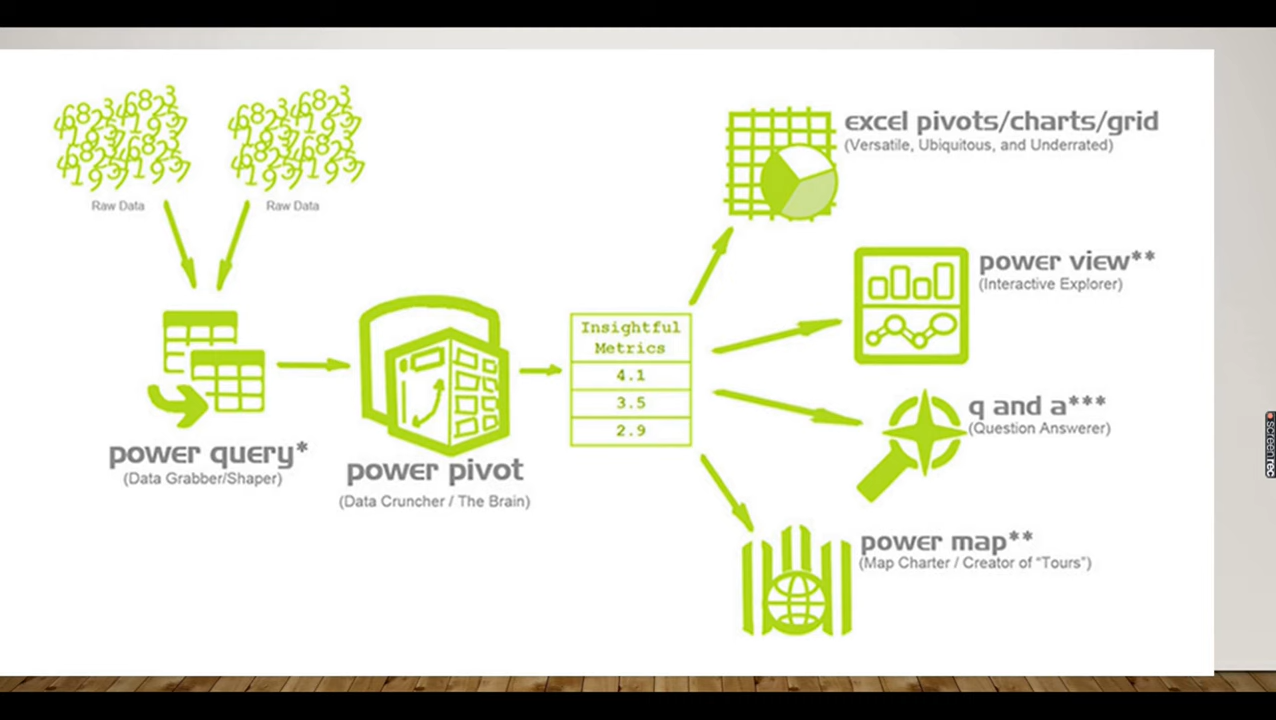 Raw Data
Raw Data
power query*
(Data Grabber/Shaper)
power pivot
(Data Cruncher / The Brain)
Insightful
Metrics
4.1
3.5
2.9
excel pivots/charts/grid
(Versatile, Ubiquitous, and Underrated)
power view**
(Interactive Explorer)
q and a***
(Question Answerer)
power map**
(Map Charter / Creator of “Tours”)
screenrec